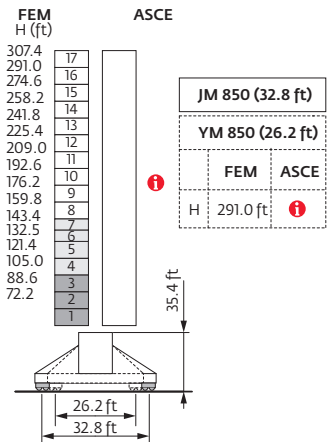 FEM ASCE
H (ft)
307.4
291.0 17
274.6 16
258.2 15
241.8 14
225.4 13
209.0 12
192.6 11
176.2 10
159.8 9
143.4 8
132.5 7
121.4 6
105.0 5
88.6 4
72.2 3
2
1
i
JM 850 (32.8 ft)
YM 850 (26.2 ft)
FEM ASCE
H 291.0 ft i
35.4 ft
26.2 ft
32.8 ft